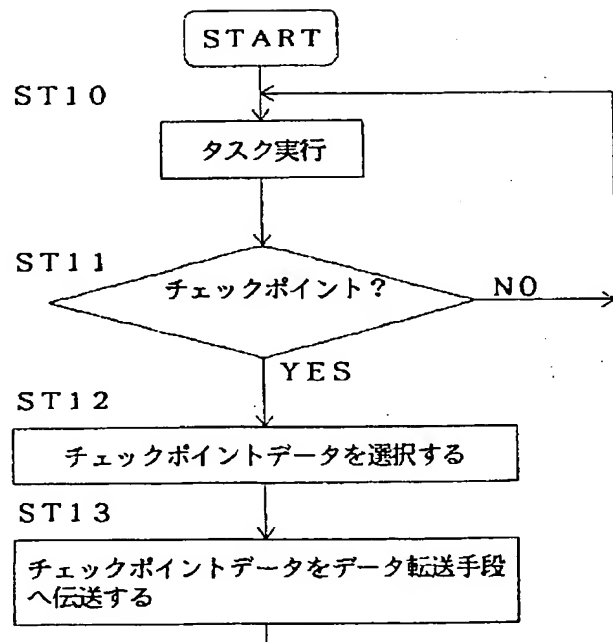 START
ST10
タスク実行
ST11
チェックポイント?
NO
YES
ST12
チェックポイントデータを選択する
ST13
チェックポイントデータをデータ転送手段
へ伝送する